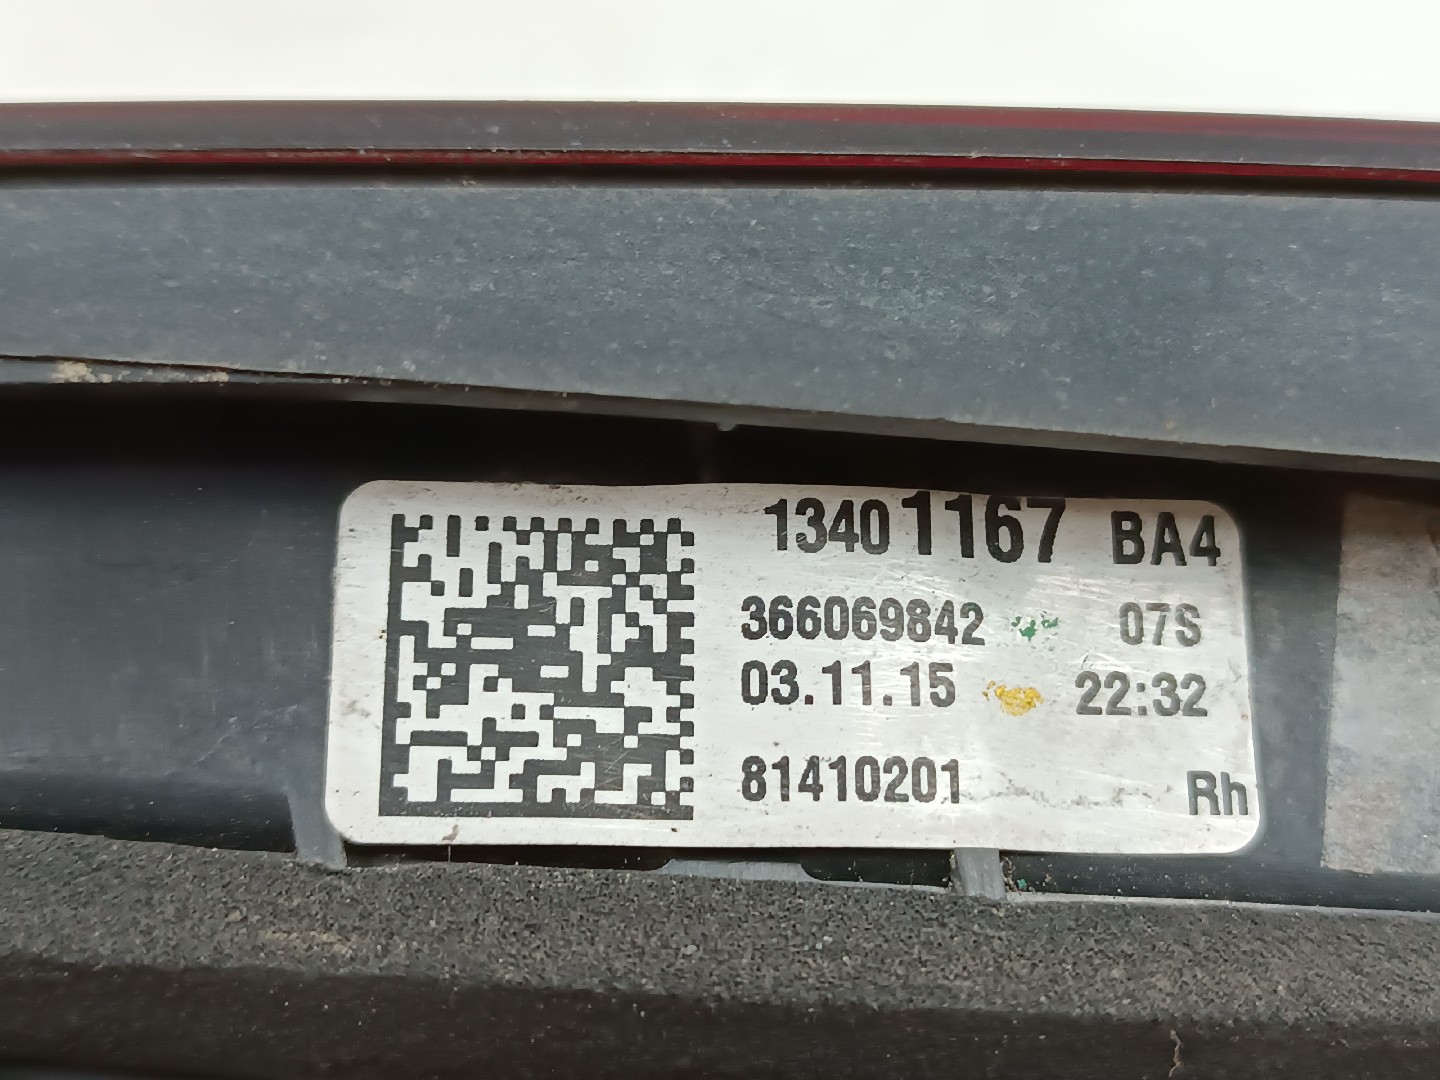 13401167 BA4
366069842 07S
03.11.15 22:32
81410201 Rh